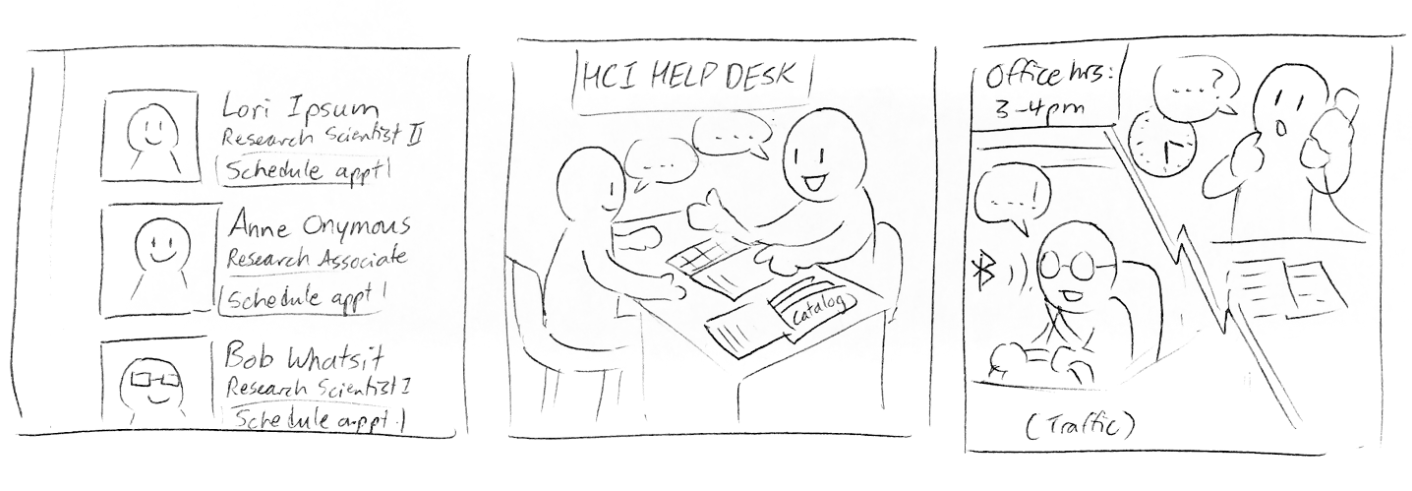 Lori Ipsum
Research Scientist II
Schedule appt
Anne Onymous
Research Associate
Schedule appt
Bob Whatsit
Research Scientist I
Schedule appt.
HCI HELP DESK
....
....
Catalog
Office hrs:
3-4pm
....?
....!
(Traffic)